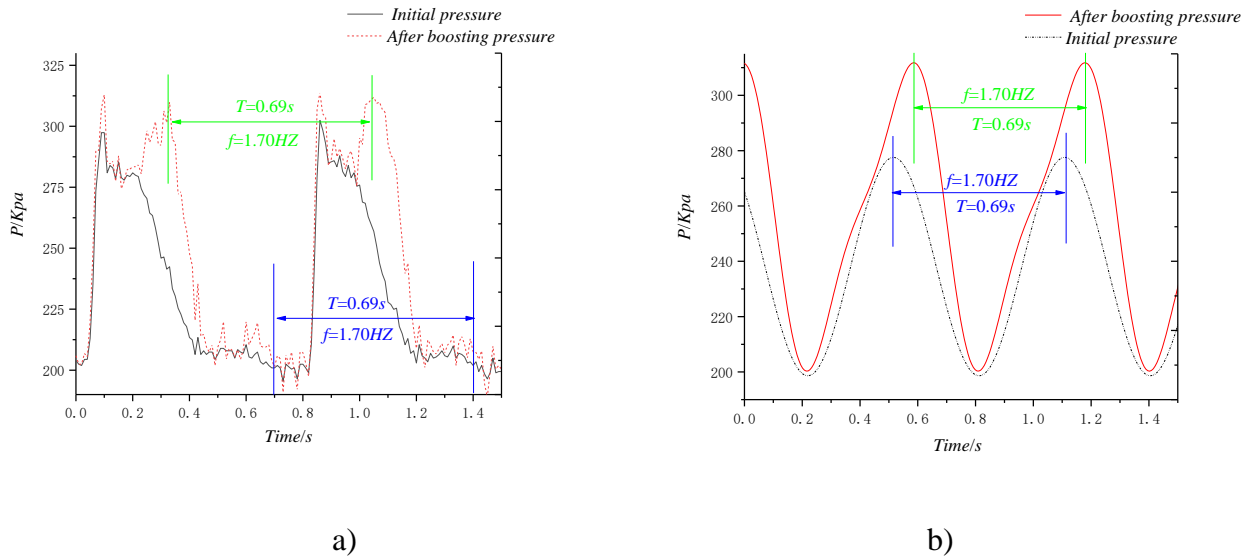 Initial pressure
After boosting pressure
325
300
275
250
225
200
P/Kpa
T=0.69s
f=1.70HZ
T=0.69s
f=1.70HZ
0.0 0.2 0.4 0.6 0.8 1.0 1.2 1.4
Time/s
a)
After boosting pressure
Initial pressure
300
280
260
240
220
200
P/Kpa
f=1.70HZ
T=0.69s
f=1.70HZ
T=0.69s
0.0 0.2 0.4 0.6 0.8 1.0 1.2 1.4
Time/s
b)